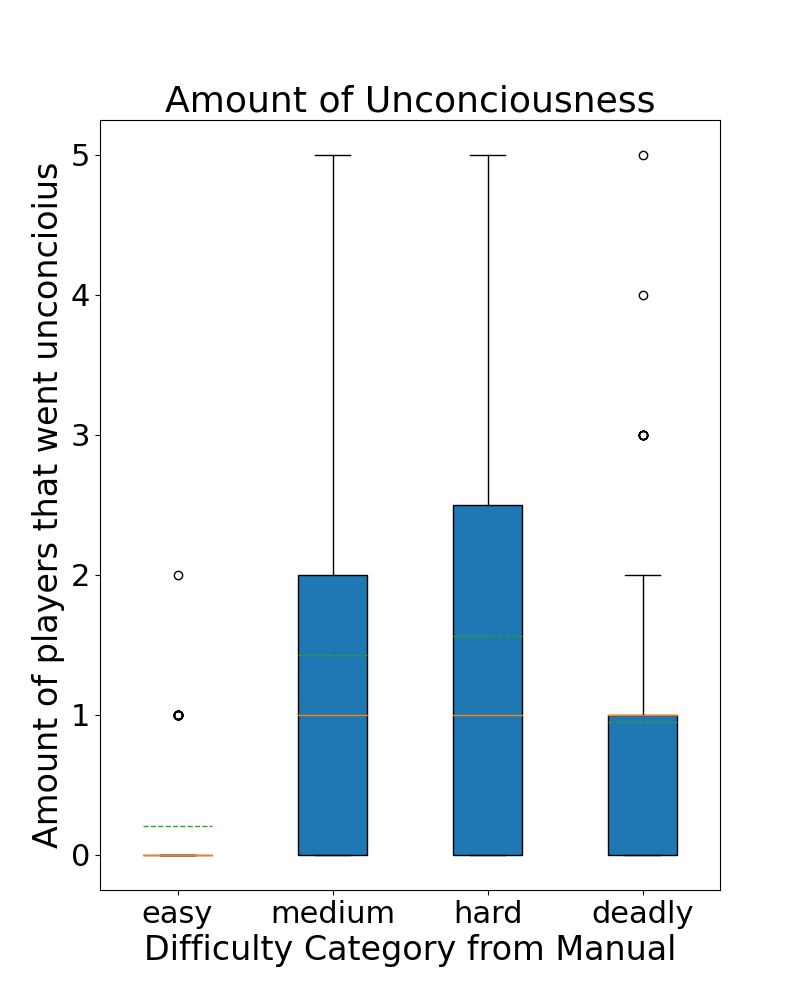 Amount of Unconciousness
Amount of players that went unconcioius
5
4
3
2
1
0
easy medium hard deadly
Difficulty Category from Manual